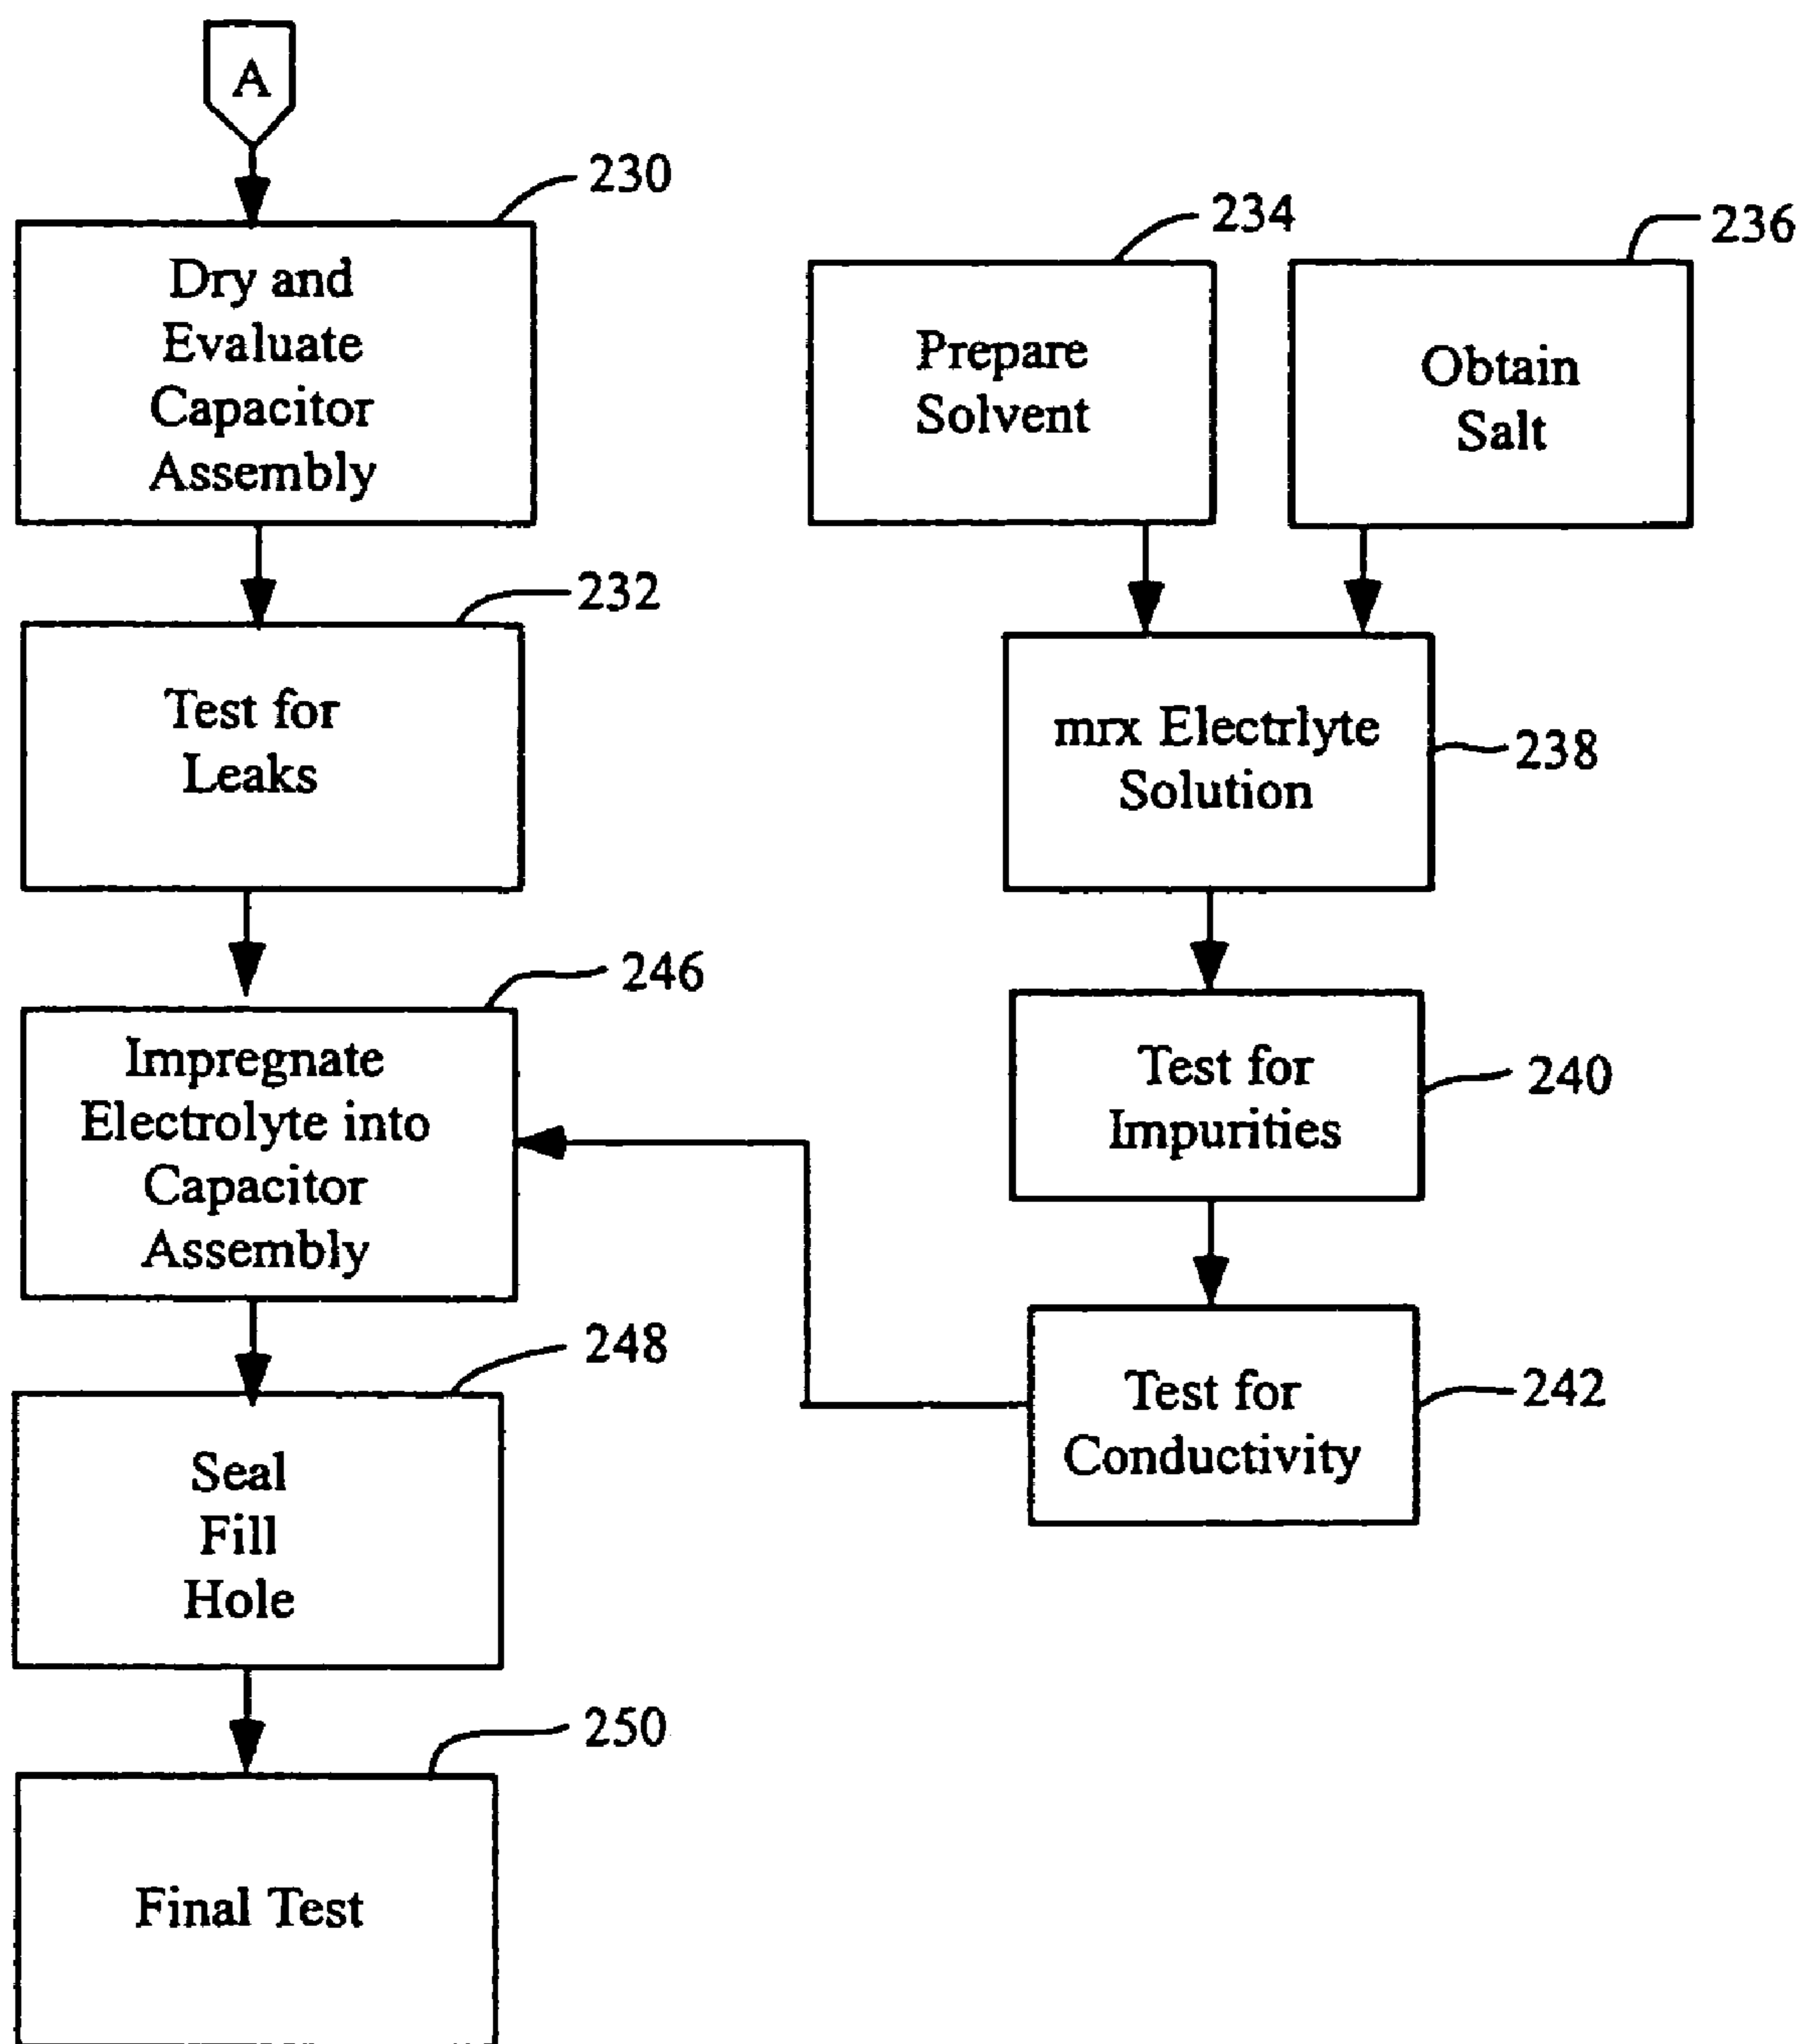 A
230
Dry and
Evaluate
Capacitor
Assembly
232
Test for
Leaks
246
Impregnate
Electrolyte into
Capacitor
Assembly
248
Seal
Fill
Hole
250
Final Test
234
Prepare
Solvent
236
Obtain
Salt
mrx Electrlyte
Solution
238
Test for
Impurities
240
Test for
Conductivity
242